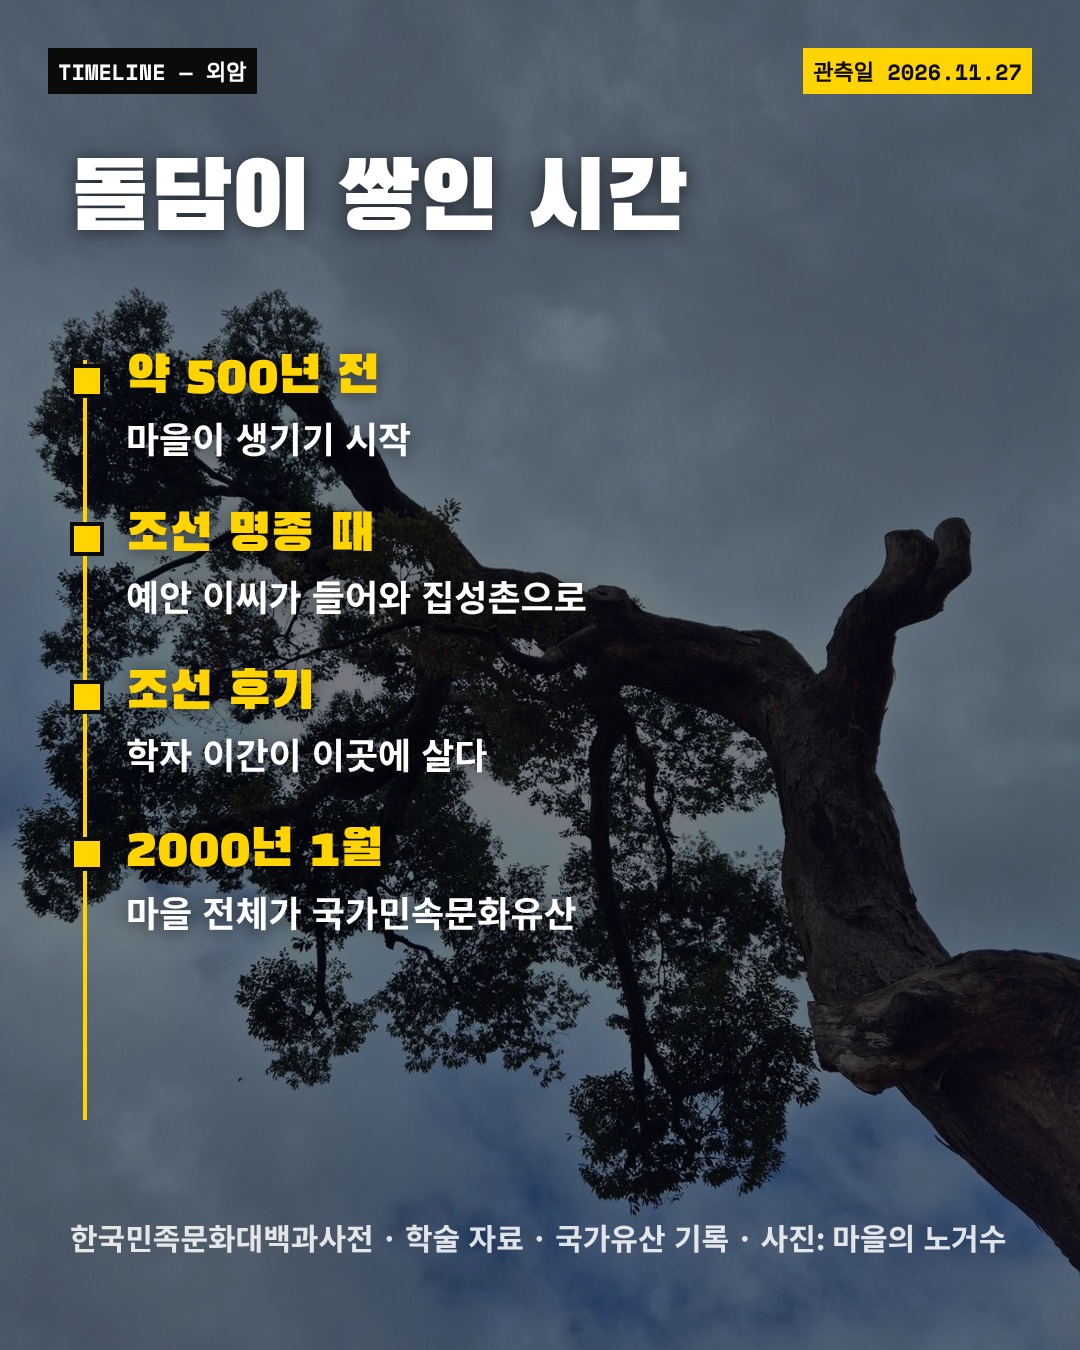 TIMELINE — 외암
관측일 2026.11.27
돌담이 쌓인 시간
약 500년 전
마을이 생기기 시작
조선 명종 때
예안 이씨가 들어와 집성촌으로
조선 후기
학자 이간이 이곳에 살다
2000년 1월
마을 전체가 국가민속문화유산
한국민족문화대백과사전 · 학술 자료 · 국가유산 기록 · 사진: 마을의 노거수